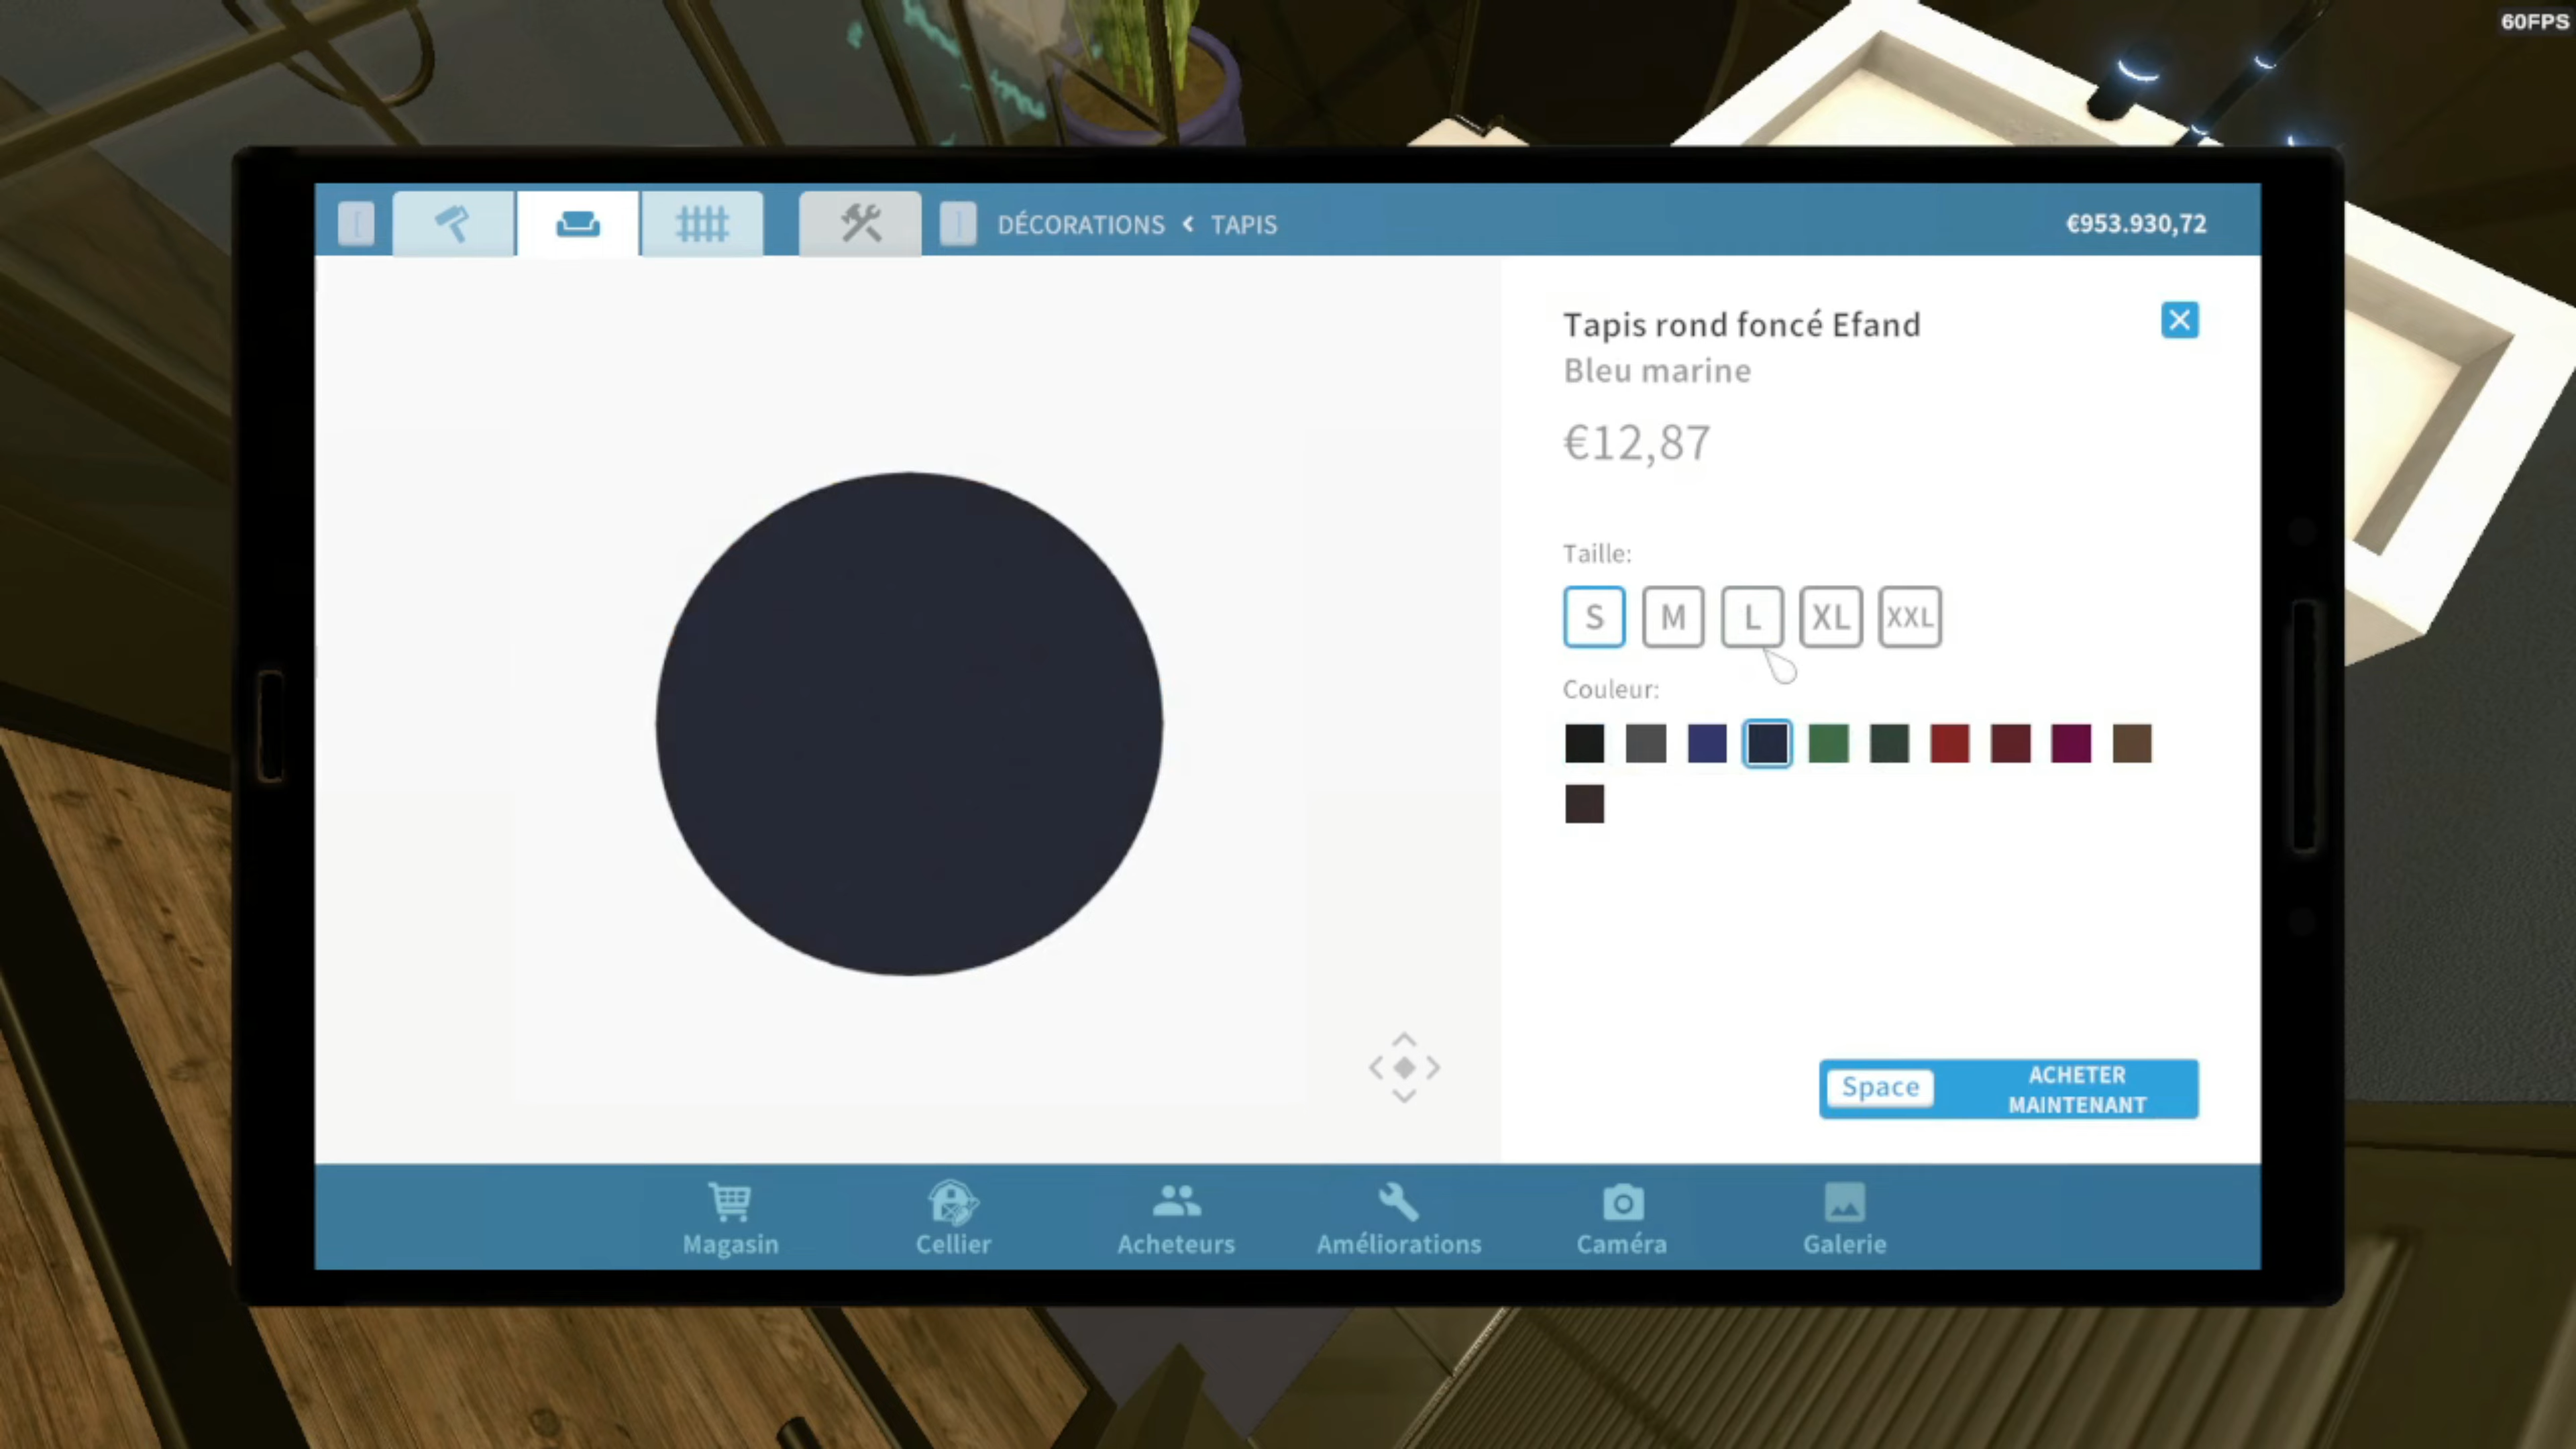 60FPS
[
]
DÉCORATIONS < TAPIS
€953.930,72
Tapis rond foncé Efand
Bleu marine
€12,87
Taille:
S M L XL XXL
Couleur:
Space
ACHETER
MAINTENANT
Magasin
Cellier
Acheteurs
Améliorations
Caméra
Galerie